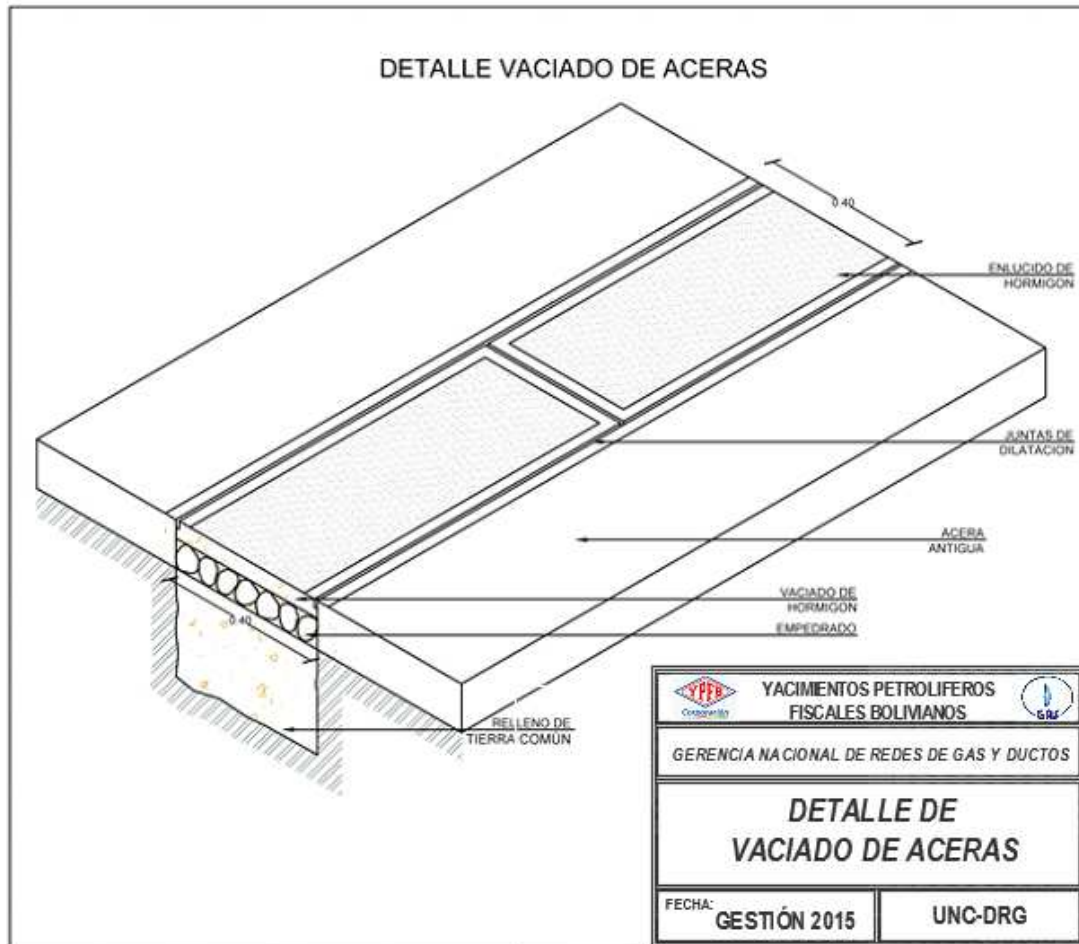 DETALLE VACIADO DE ACERAS
0.40
ENLUCIDO DE
HORMIGON
JUNTAS DE
DILATACION
ACERA
ANTIGUA
VACIADO DE
HORMIGON
EMPEDRADO
0.40
RELLENO DE
TIERRA COMÚN
YPFB
Corporación
YACIMIENTOS PETROLIFEROS
FISCALES BOLIVIANOS
GAS
GERENCIA NACIONAL DE REDES DE GAS Y DUCTOS
DETALLE DE
VACIADO DE ACERAS
FECHA:
GESTIÓN 2015
UNC-DRG